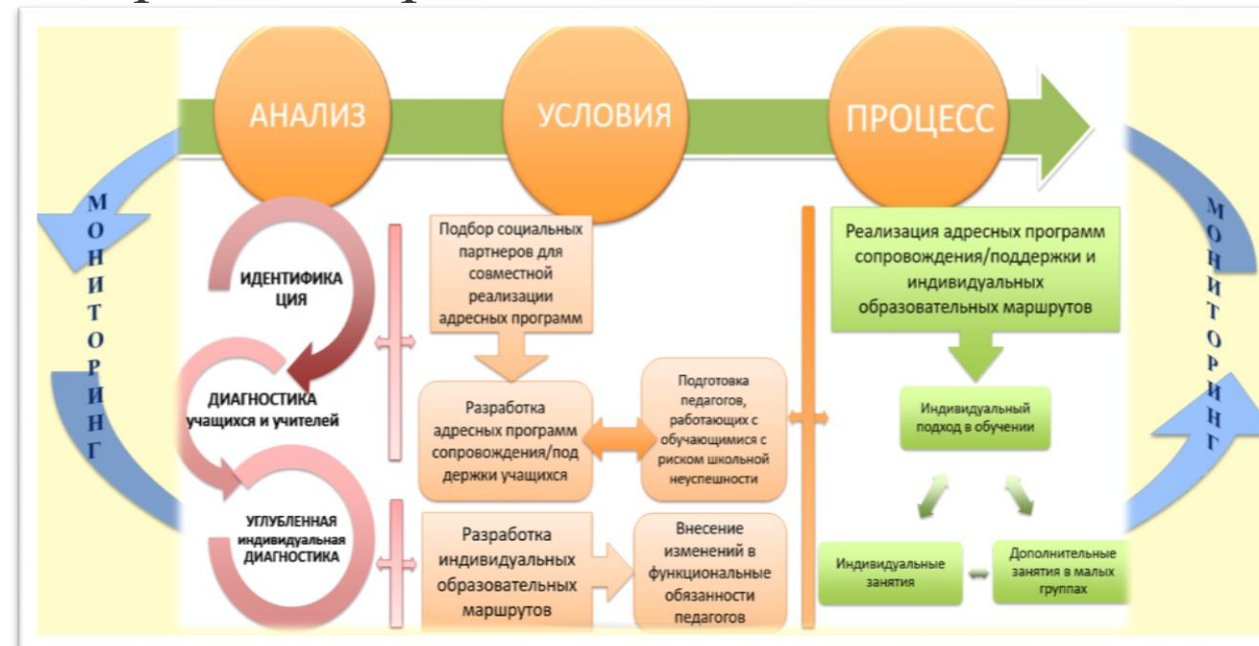 АНАЛИЗ
УСЛОВИЯ
ПРОЦЕСС
МОНИТОРИНГ
ИДЕНТИФИКА
ЦИЯ
ДИАГНОСТИКА
учащихся и учителей
УГЛУБЛЕННАЯ
индивидуальная
ДИАГНОСТИКА
Подбор социальных
партнеров для
совместной
реализации
адресных программ
Разработка
адресных программ
сопровождения/под
держки учащихся
Подготовка
педагогов,
работающих с
обучающимися с
риском школьной
неуспешности
Разработка
индивидуальных
образовательных
маршрутов
Внесение
изменений в
функциональные
обязанности
педагогов
Реализация адресных программ
сопровождения/поддержки и
индивидуальных
образовательных маршрутов
Индивидуальный
подход в обучении
Индивидуальные
занятия
Дополнительные
занятия в малых
группах
МОНИТОРИНГ